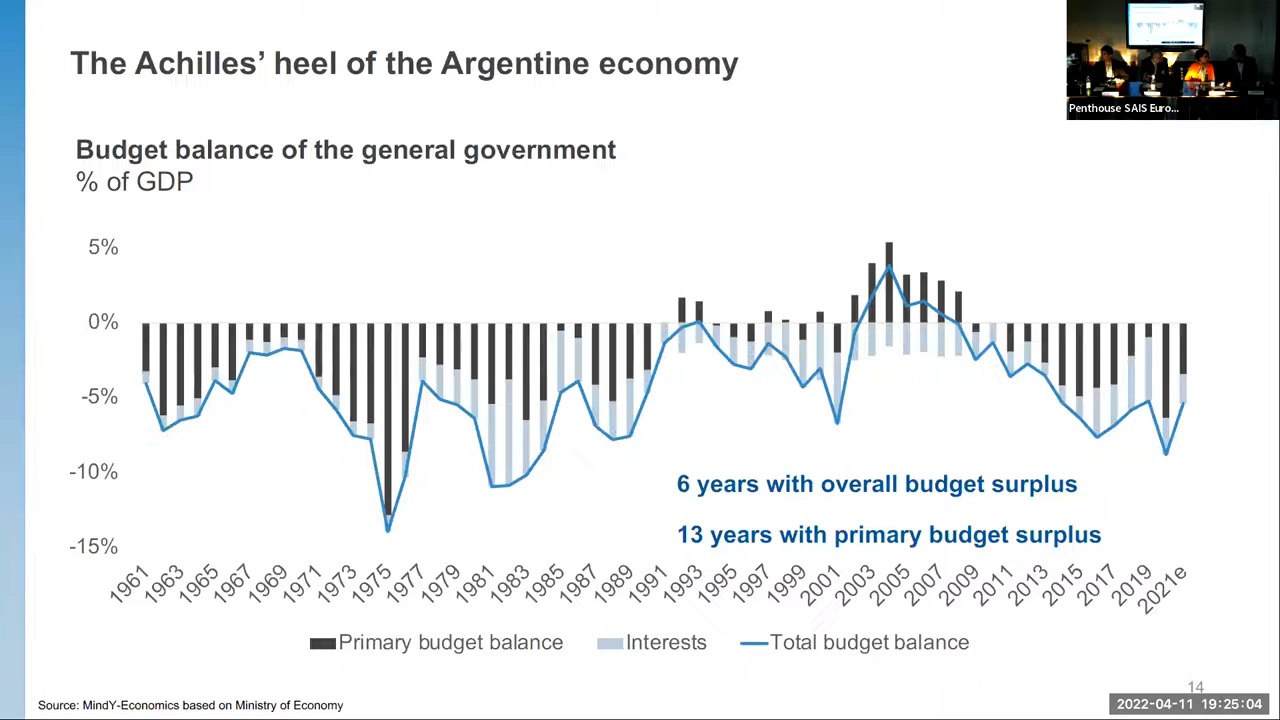 The Achilles’ heel of the Argentine economy
Penthouse SAIS Euro...
Budget balance of the general government
% of GDP
5%
0%
-5%
-10%
-15%
6 years with overall budget surplus
13 years with primary budget surplus
1961 1963 1965 1967 1969 1971 1973 1975 1977 1979 1981 1983 1985 1987 1989 1991 1993 1995 1997 1999 2001 2003 2005 2007 2009 2011 2013 2015 2017 2019 2021e
Primary budget balance Interests Total budget balance
14
Source: MindY-Economics based on Ministry of Economy
2022-04-11 19:25:04